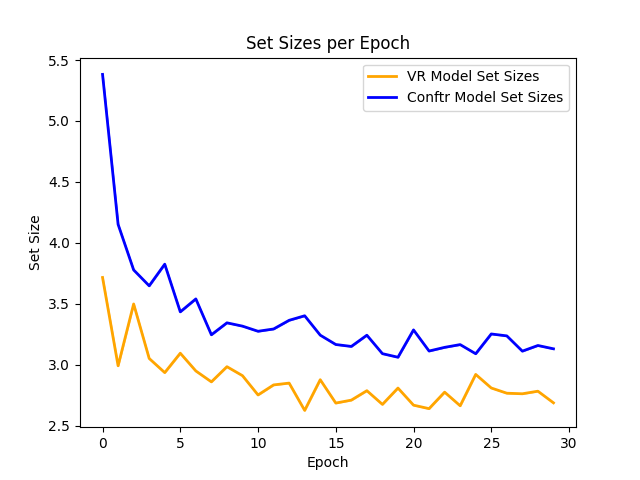 Set Sizes per Epoch
VR Model Set Sizes
Conftr Model Set Sizes
5.5
5.0
4.5
4.0
3.5
3.0
2.5
Set Size
0 5 10 15 20 25 30
Epoch